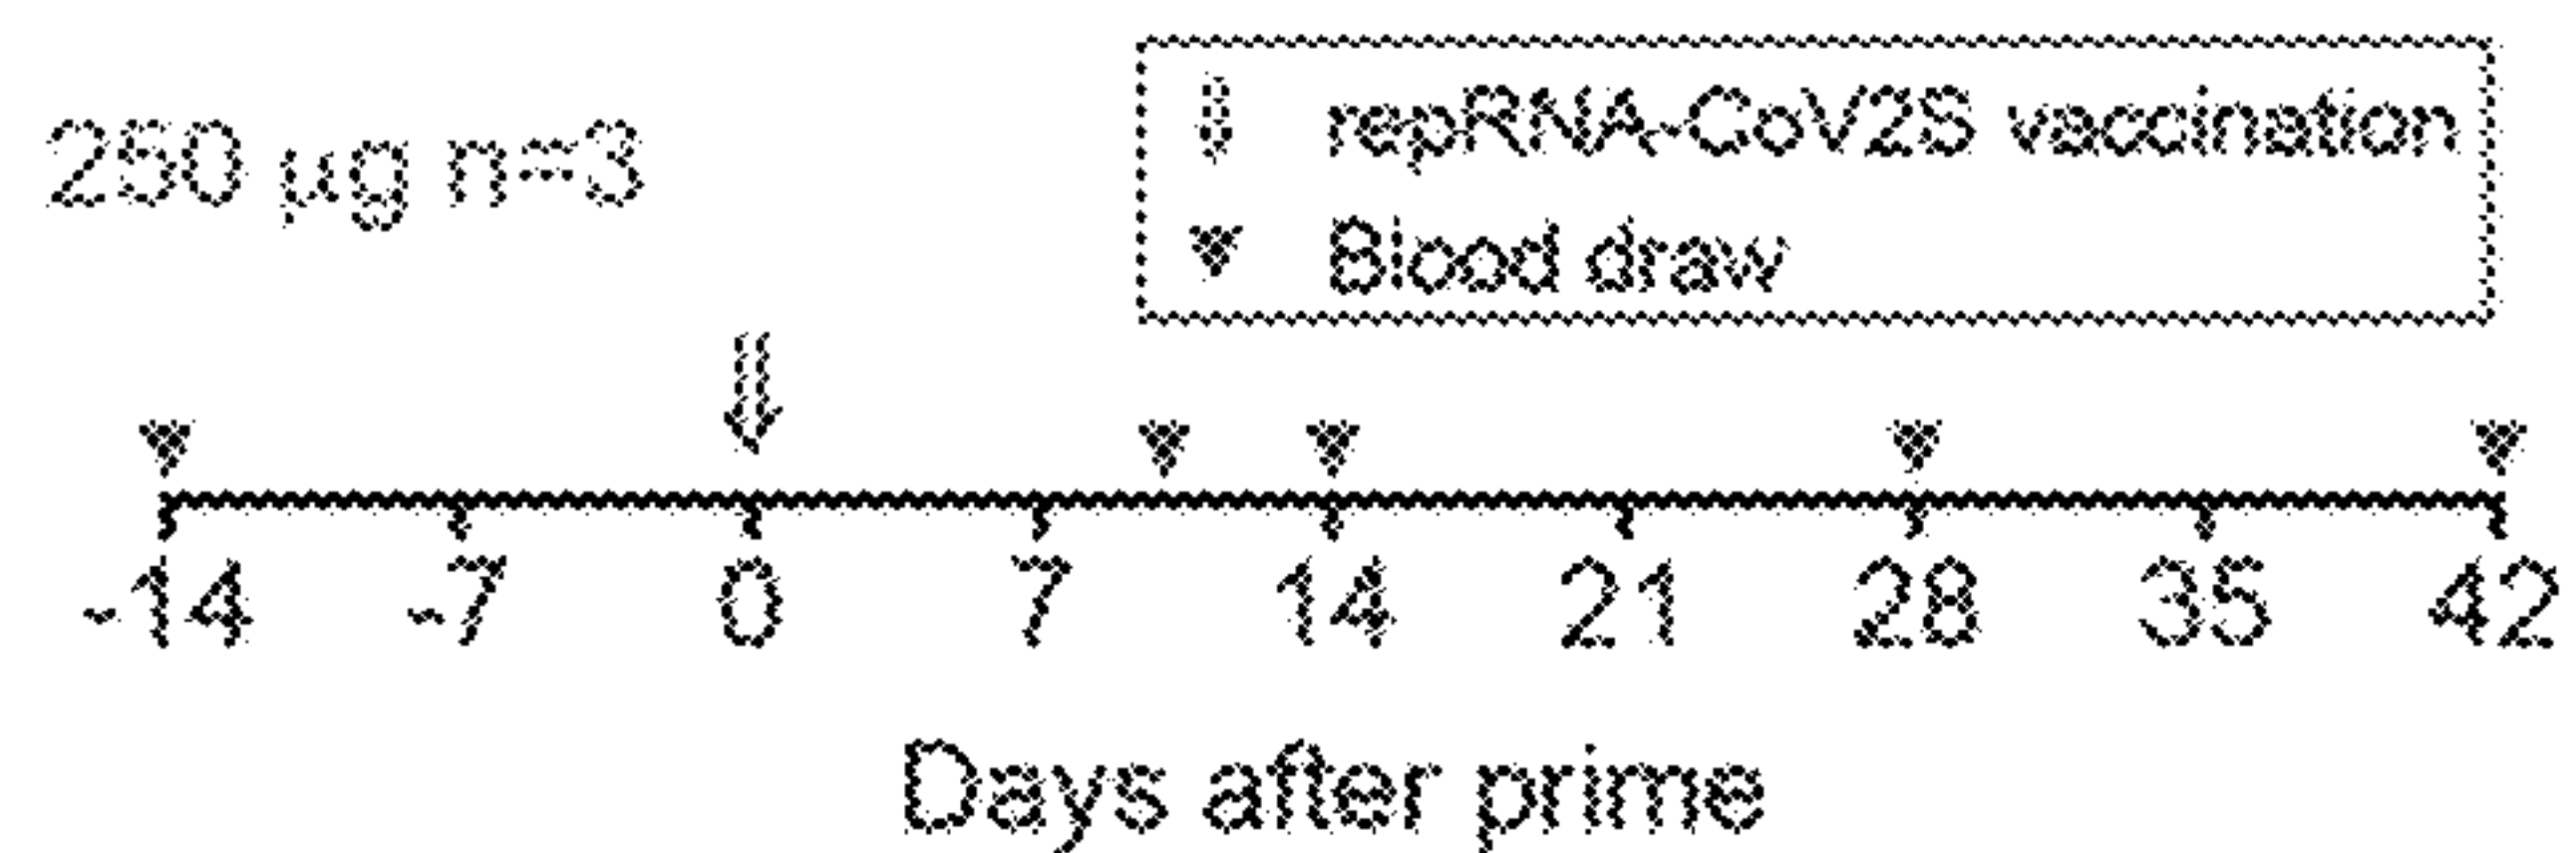 250 µg n=3
repRNA-CoV2S vaccination
Blood draw
-14 -7 0 7 14 21 28 35 42
Days after prime